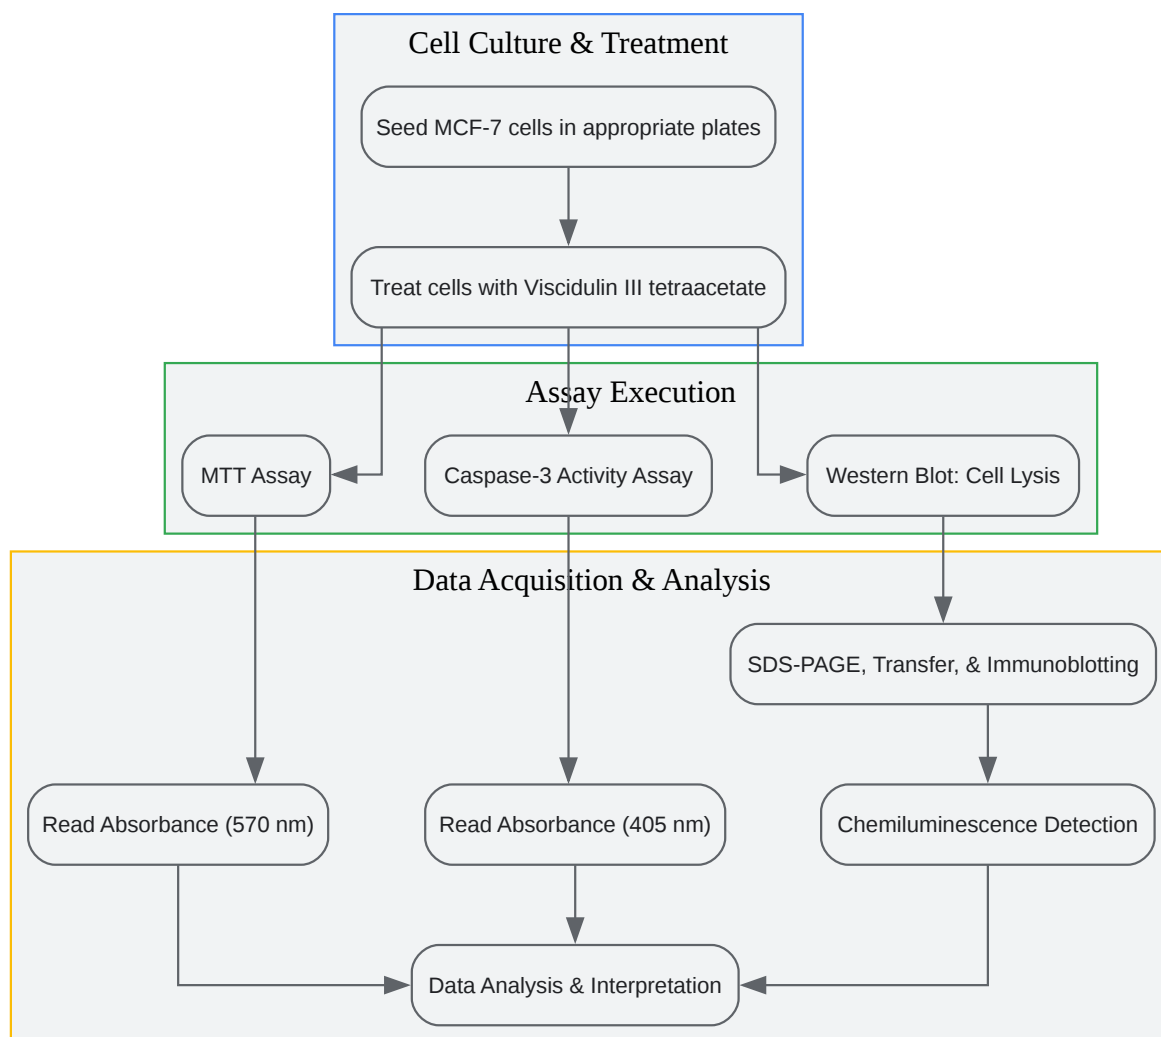 Cell Culture & Treatment
Seed MCF-7 cells in appropriate plates
Treat cells with Viscidulin III tetraacetate
Assay Execution
MTT Assay
Caspase-3 Activity Assay
Western Blot: Cell Lysis
Data Acquisition & Analysis
SDS-PAGE, Transfer, & Immunoblotting
Read Absorbance (570 nm)
Read Absorbance (405 nm)
Chemiluminescence Detection
Data Analysis & Interpretation